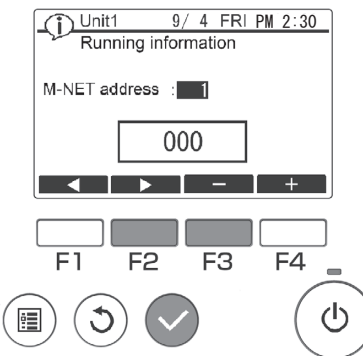 Unit1 9/ 4 FRI PM 2:30
Running information
M-NET address : 1
000
◀ ▶ − +
F1 F2 F3 F4